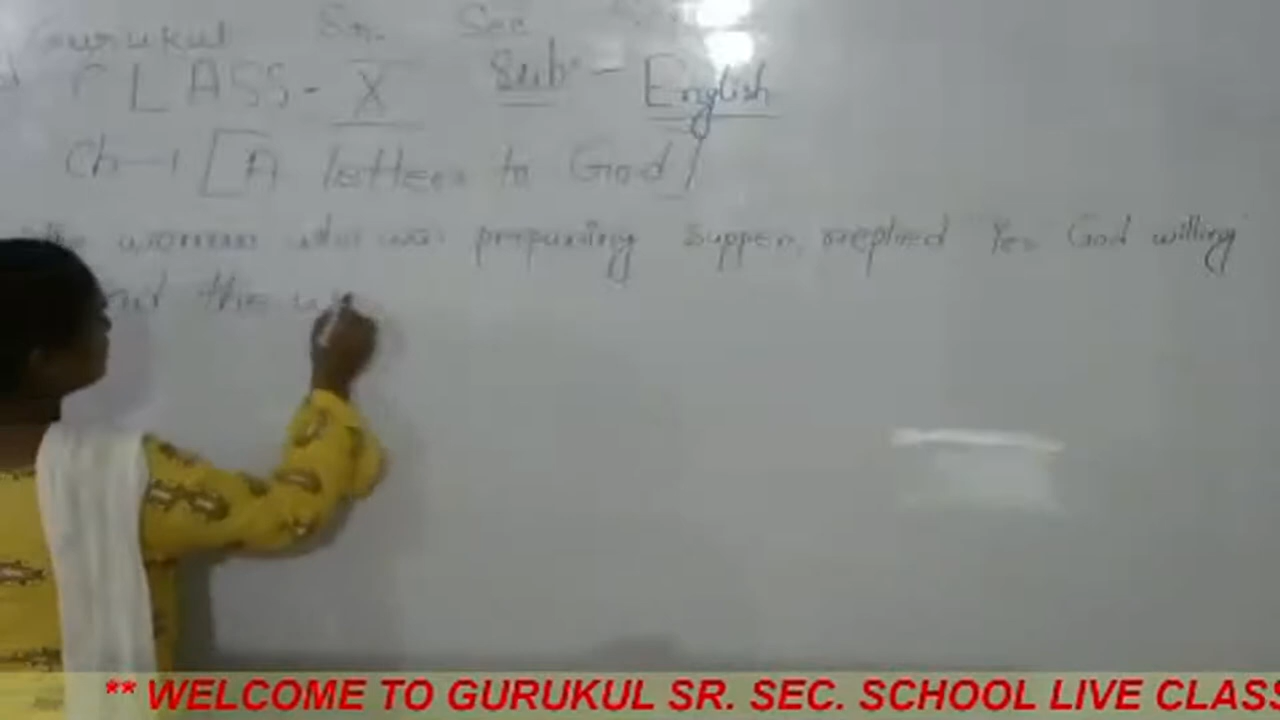 Gurukul Sr. Sec
CLASS- X Sub- English
Ch-1 [A letter to God]
The woman who was preparing supper, replied Yes God willing
the
** WELCOME TO GURUKUL SR. SEC. SCHOOL LIVE CLASS